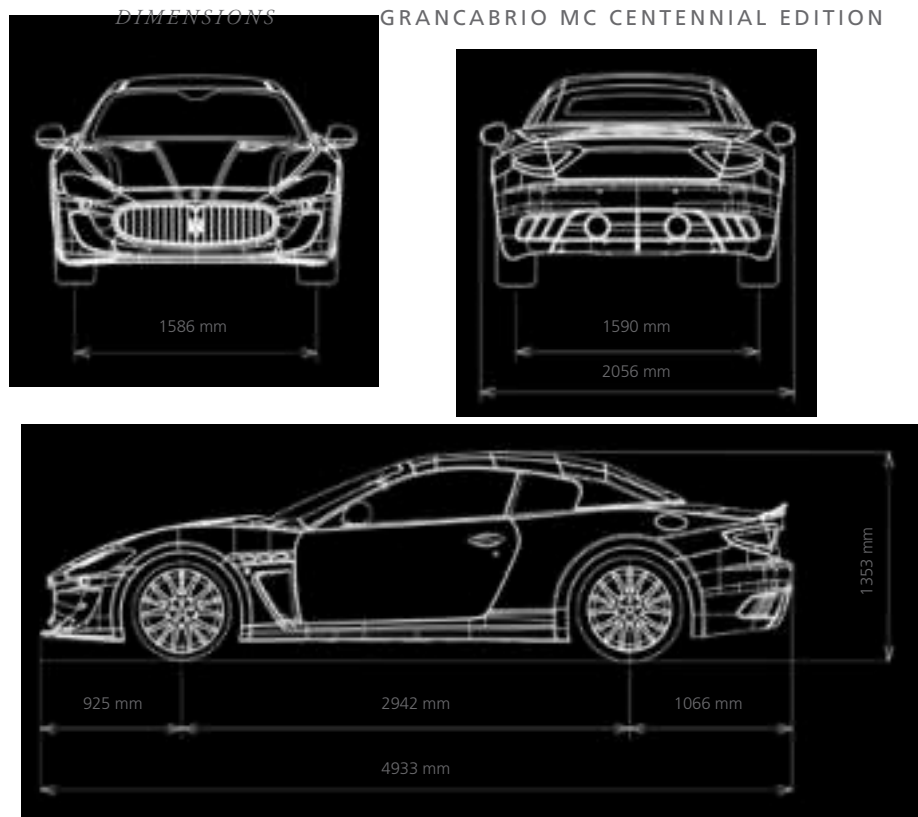 DIMENSIONS GRANCABRIO MC CENTENNIAL EDITION
1586 mm
1590 mm
2056 mm
1353 mm
925 mm 2942 mm 1066 mm
4933 mm